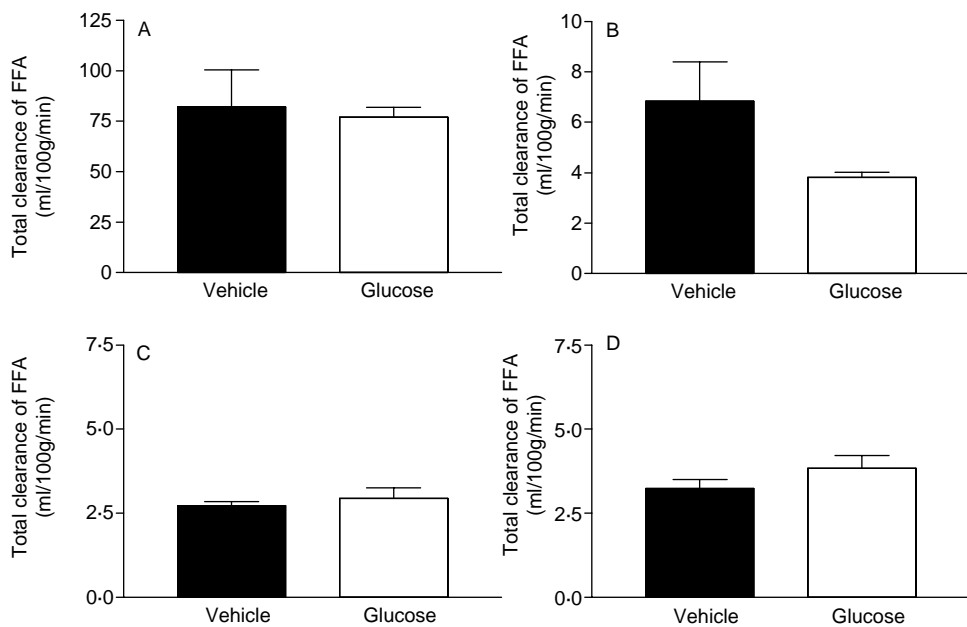 A
Total clearance of FFA
(ml/100g/min)
125
100
75
50
25
0
Vehicle
Glucose
B
Total clearance of FFA
(ml/100g/min)
10
8
6
4
2
0
Vehicle
Glucose
C
Total clearance of FFA
(ml/100g/min)
7·5
5·0
2·5
0·0
Vehicle
Glucose
D
Total clearance of FFA
(ml/100g/min)
7·5
5·0
2·5
0·0
Vehicle
Glucose